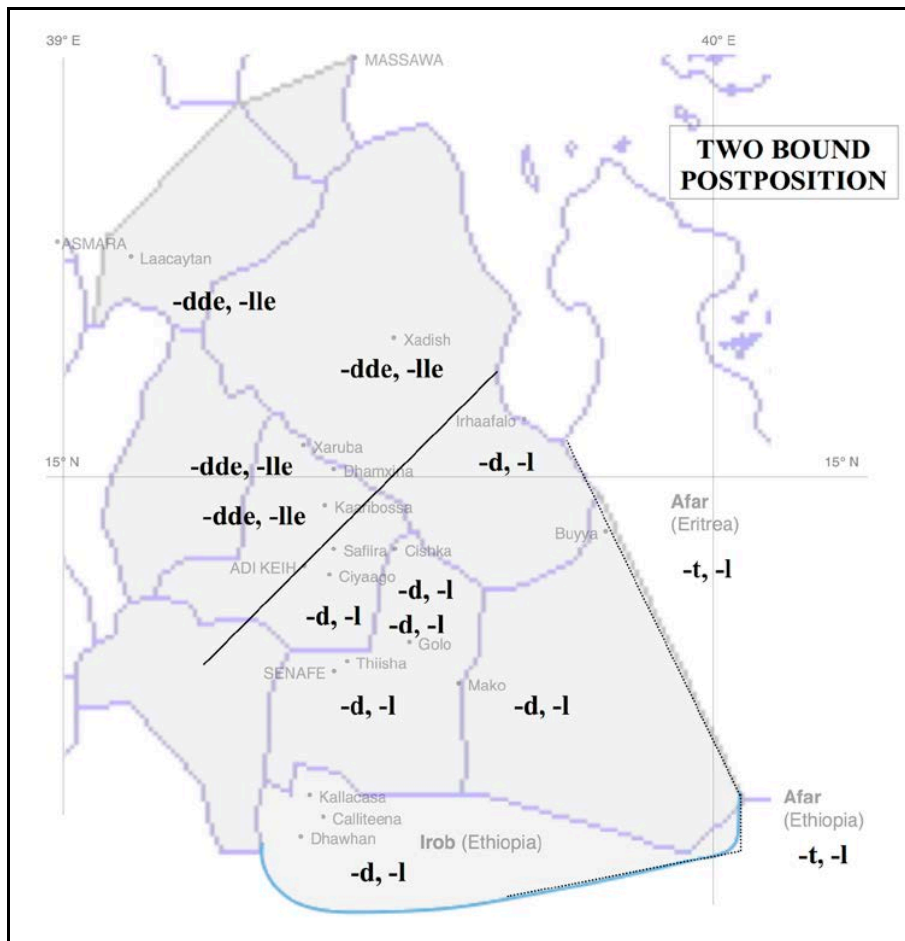 39° E
40° E
MASSAWA
TWO BOUND
POSTPOSITION
ASMARA
Laacaytan
-dde, -lle
Xadish
-dde, -lle
Irhaafalo
Xaruba
-dde, -lle
Dhamxina
-d, -l
15° N
15° N
-dde, -lle
Kaaribossa
Afar
(Eritrea)
Buyya
-t, -l
Safiira
Cishka
ADI KEIH
Ciyaago
-d, -l
-d, -l
-d, -l
Golo
Thiisha
SENAFE
Mako
-d, -l
-d, -l
Kallacasa
Afar
(Ethiopia)
Calliteena
Dhawhan
Irob (Ethiopia)
-t, -l
-d, -l